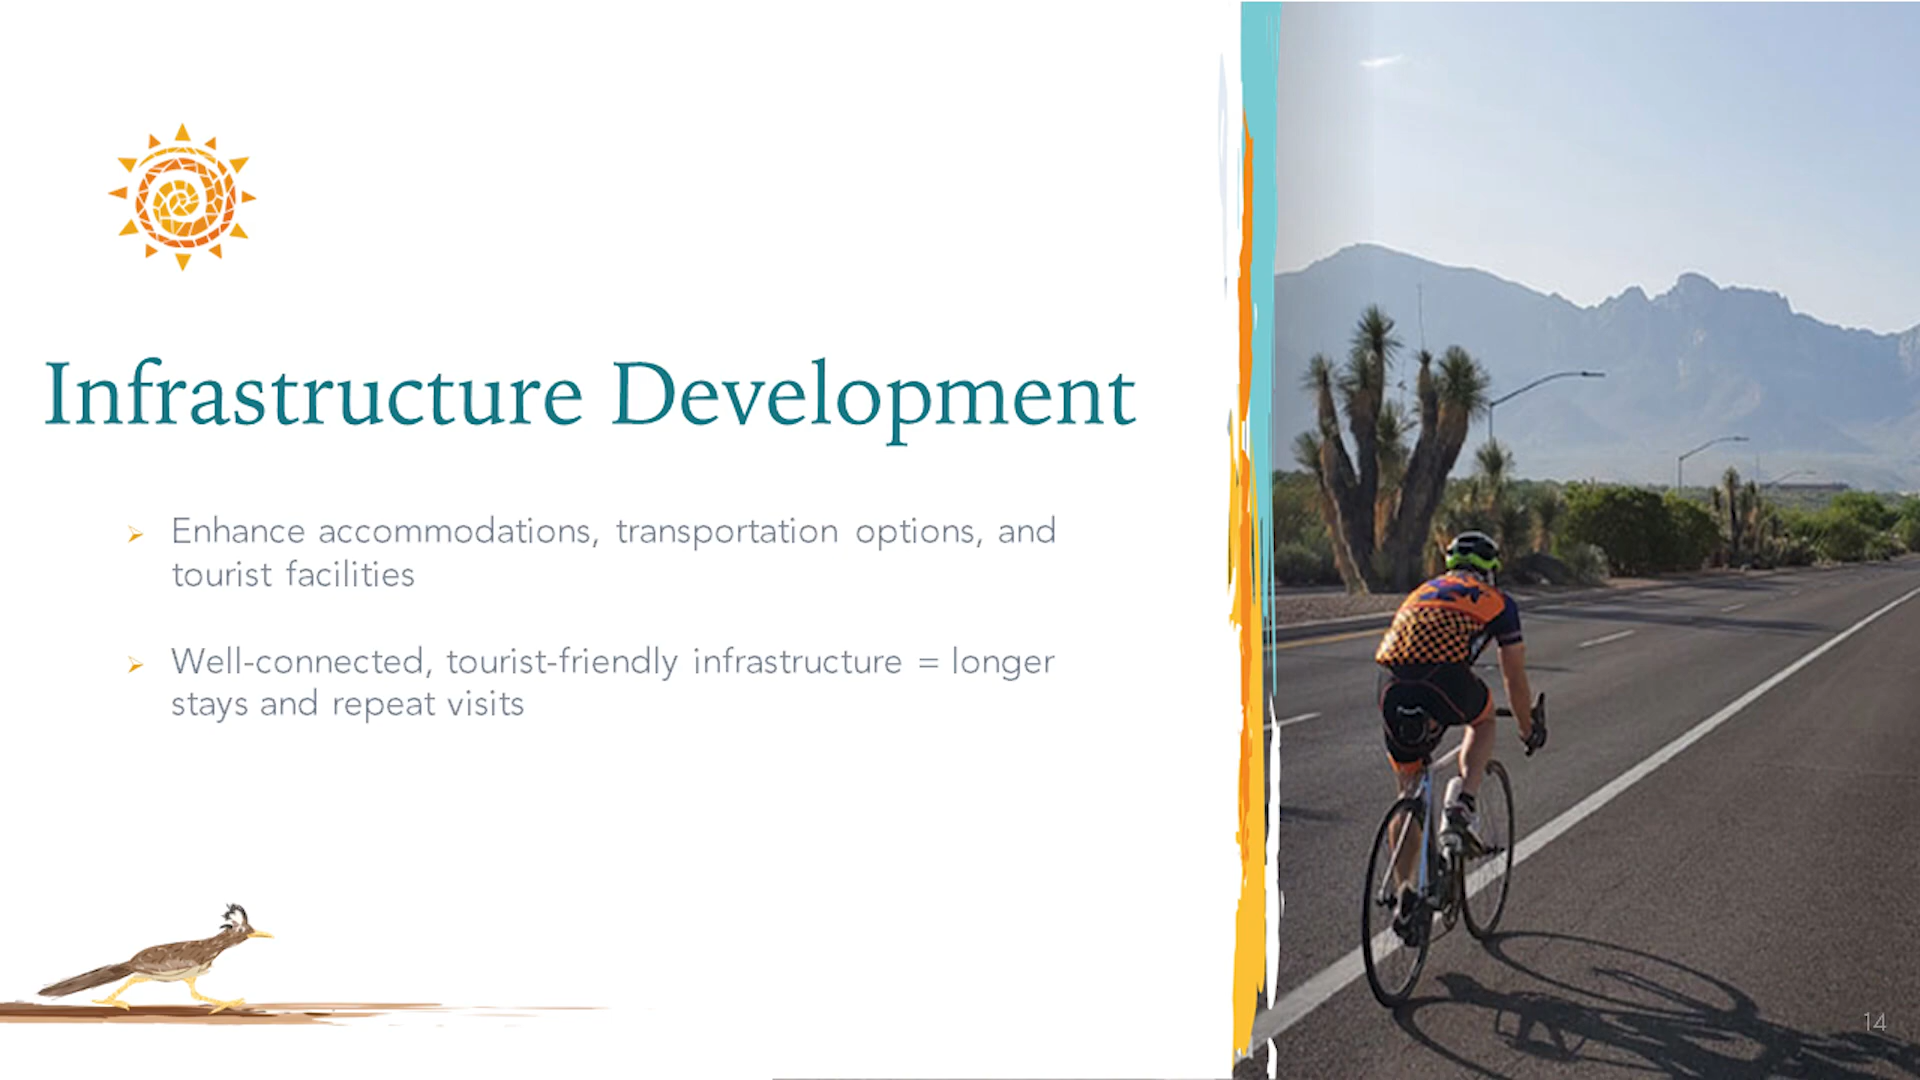 Infrastructure Development
Enhance accommodations, transportation options, and
tourist facilities
Well-connected, tourist-friendly infrastructure = longer
stays and repeat visits
14